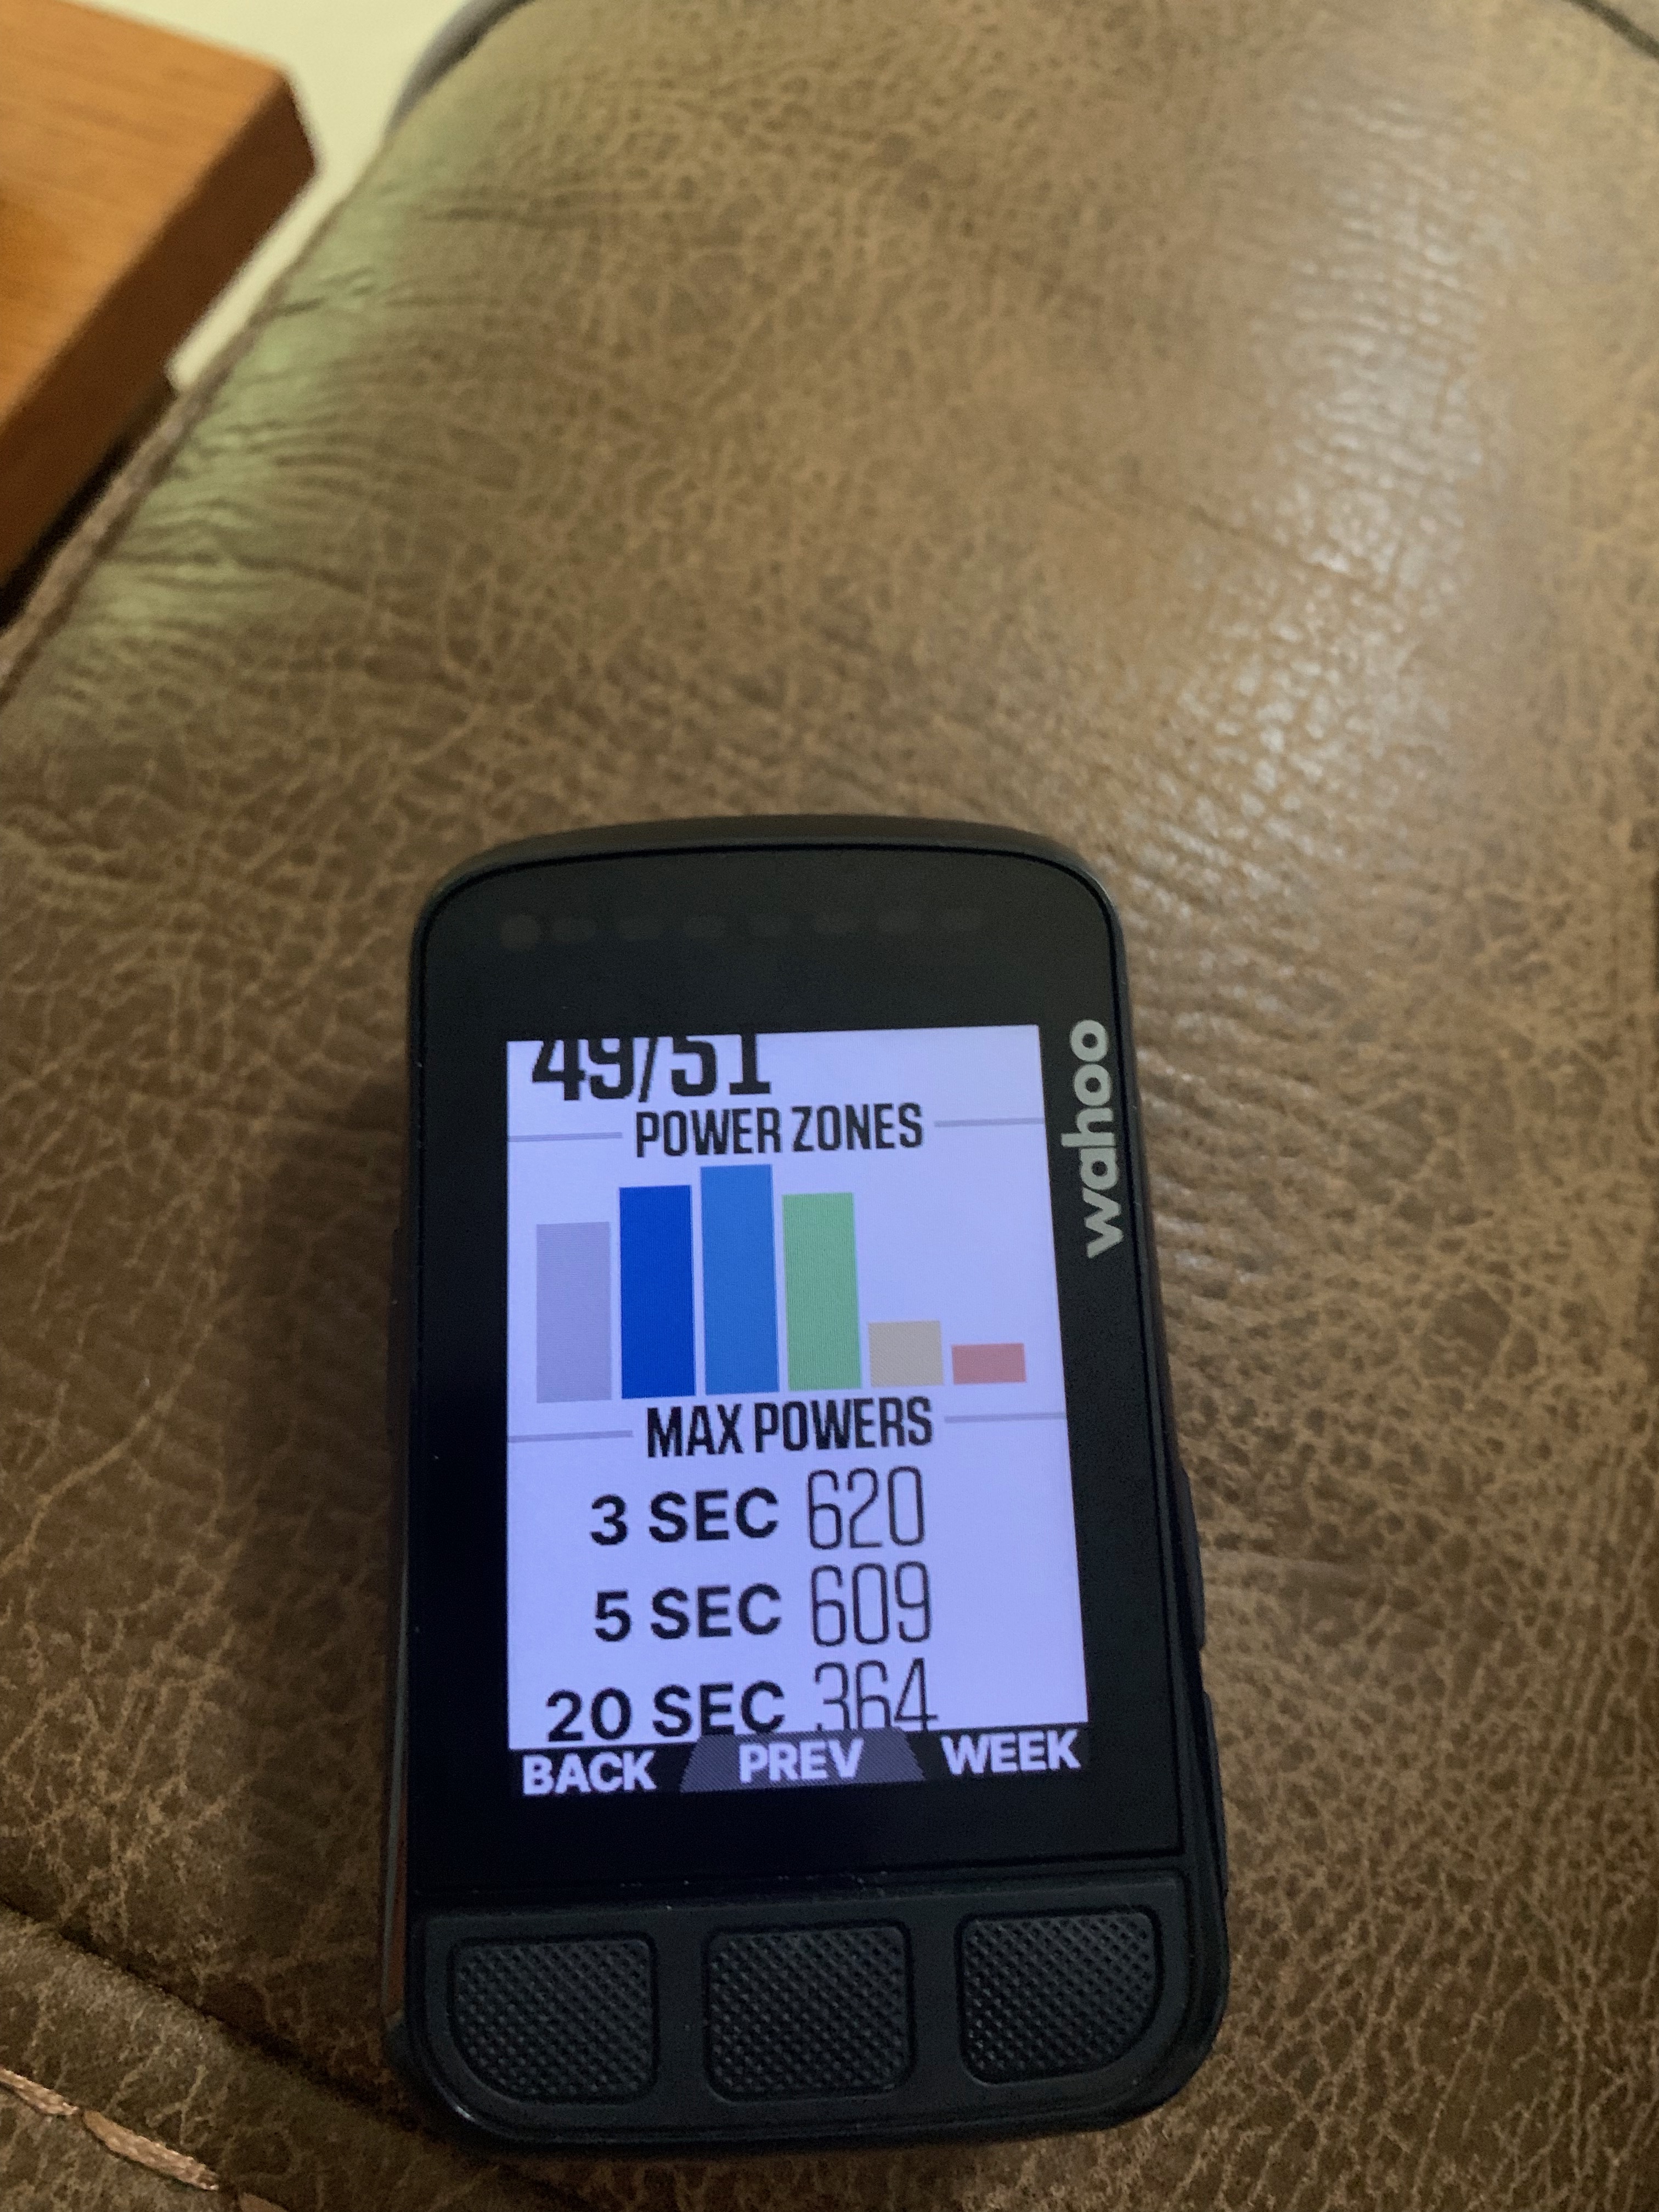 49/51
POWER ZONES
MAX POWERS
3 SEC 620
5 SEC 609
20 SEC 364
BACK PREV WEEK
wahoo